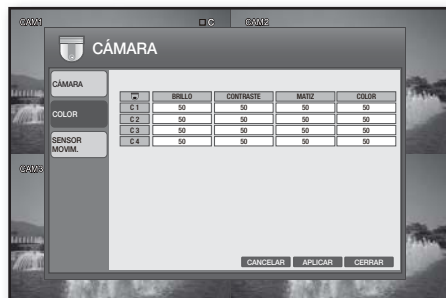 CAM1 C CAM2
CÁMARA
CÁMARA
COLOR
SENSOR
MOVIM.
BRILLO CONTRASTE MATIZ COLOR
C 1 50 50 50 50
C 2 50 50 50 50
C 3 50 50 50 50
C 4 50 50 50 50
CAM3
CANCELAR APLICAR CERRAR